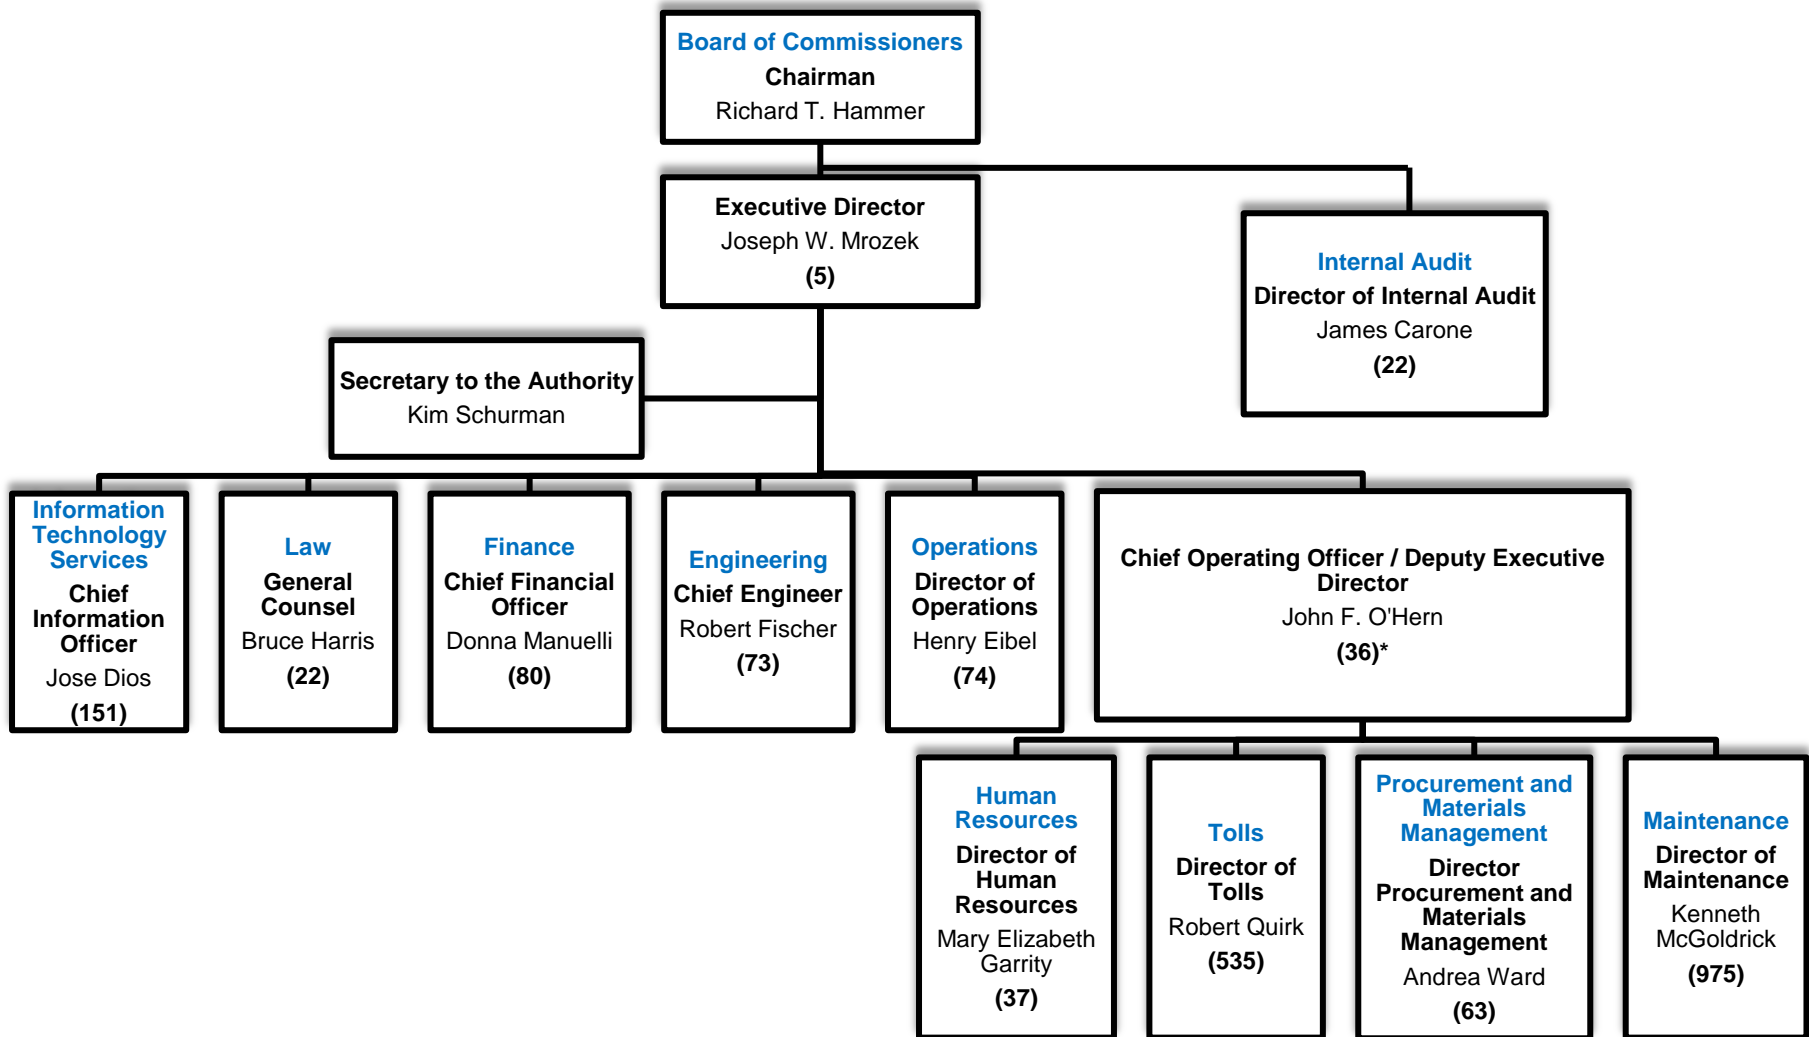 Board of Commissioners
Chairman
Richard T. Hammer
Executive Director
Joseph W. Mrozek
(5)
Internal Audit
Director of Internal Audit
James Carone
(22)
Secretary to the Authority
Kim Schurman
Information
Technology
Services
Chief
Information
Officer
Jose Dios
(151)
Law
General
Counsel
Bruce Harris
(22)
Finance
Chief Financial
Officer
Donna Manuelli
(80)
Engineering
Chief Engineer
Robert Fischer
(73)
Operations
Director of
Operations
Henry Eibel
(74)
Chief Operating Officer / Deputy Executive
Director
John F. O'Hern
(36)*
Human
Resources
Director of
Human
Resources
Mary Elizabeth
Garrity
(37)
Tolls
Director of
Tolls
Robert Quirk
(535)
Procurement and
Materials
Management
Director
Procurement and
Materials
Management
Andrea Ward
(63)
Maintenance
Director of
Maintenance
Kenneth
McGoldrick
(975)